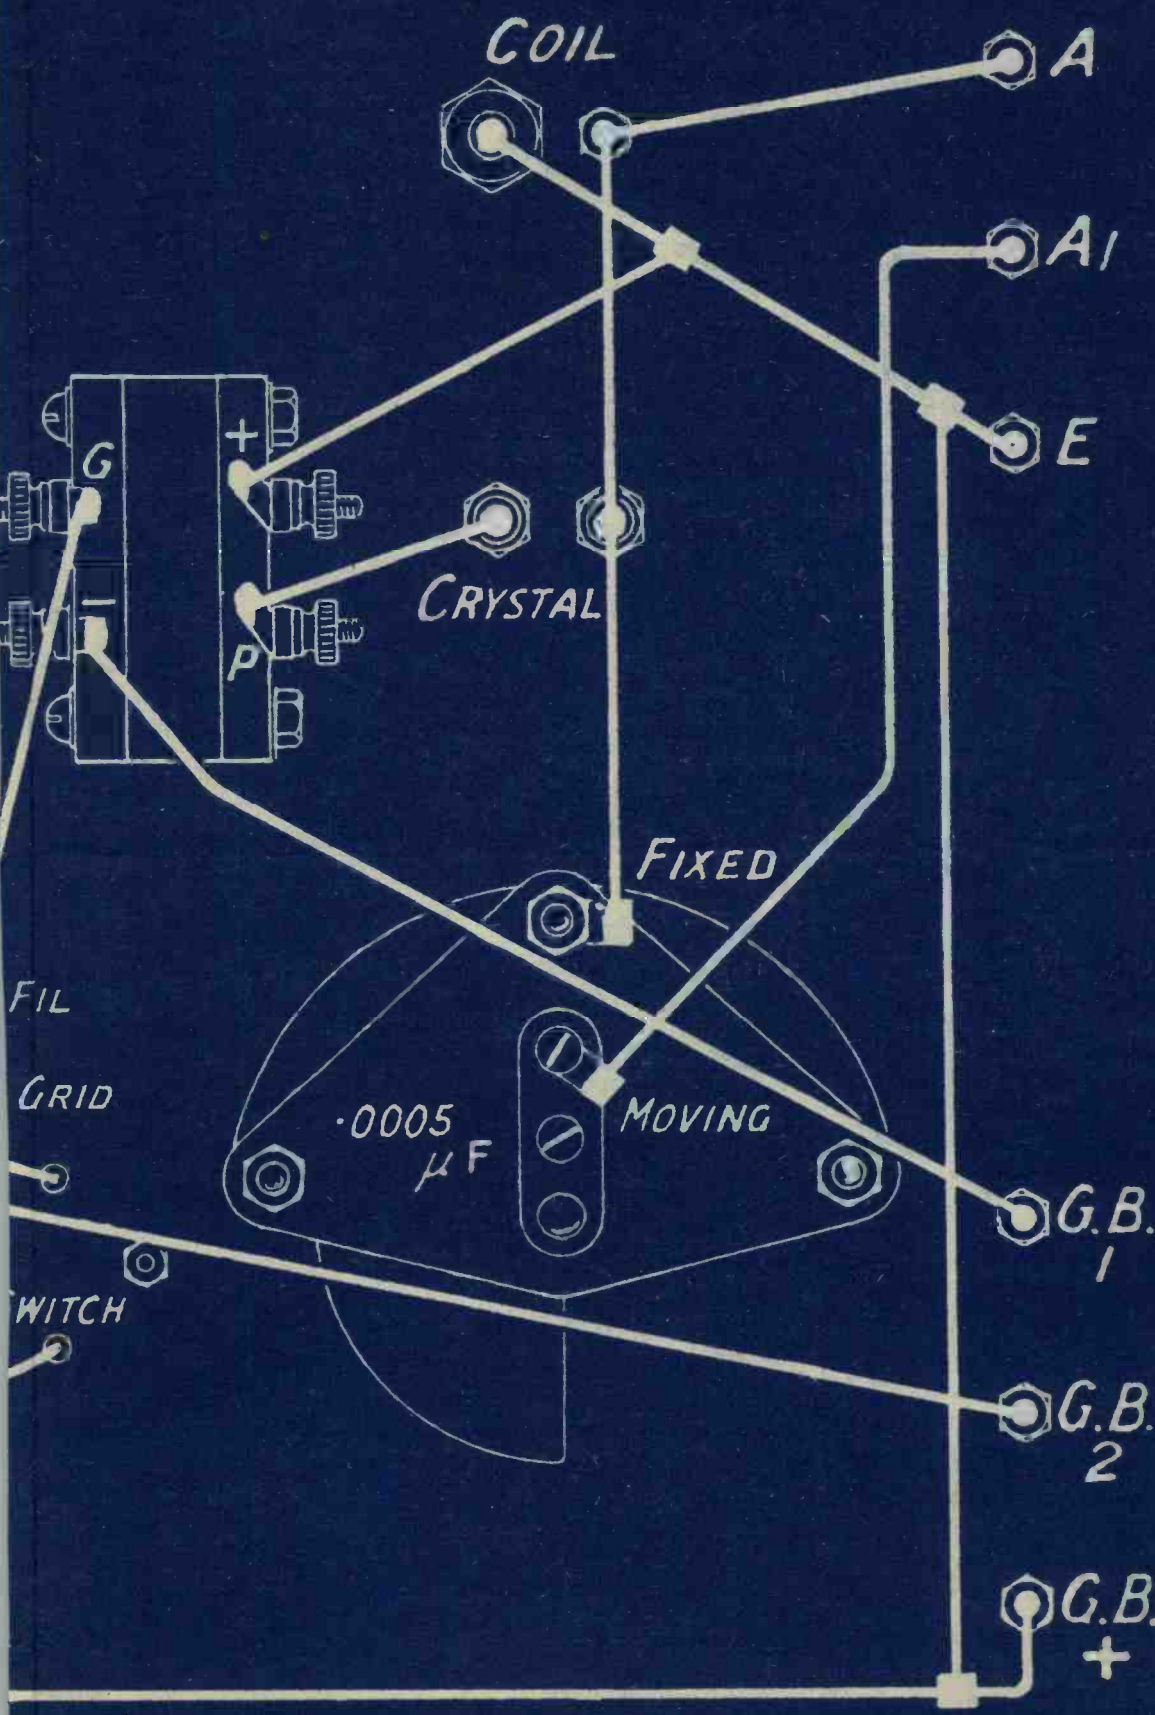 COIL
A
A1
+
G
E
CRYSTAL
–
P
FIXED
FIL
GRID
.0005
μF
MOVING
G.B.
1
WITCH
G.B.
2
G.B.
+